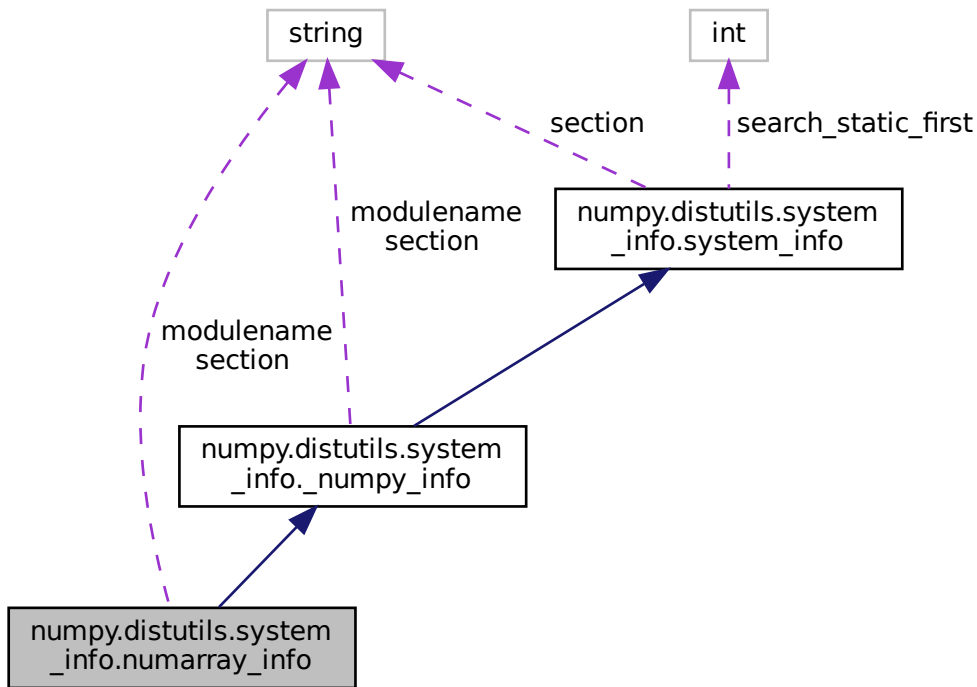 string
int
section
search_static_first
modulename
section
numpy.distutils.system
_info.system_info
modulename
section
numpy.distutils.system
_info._numpy_info
numpy.distutils.system
_info.numarray_info